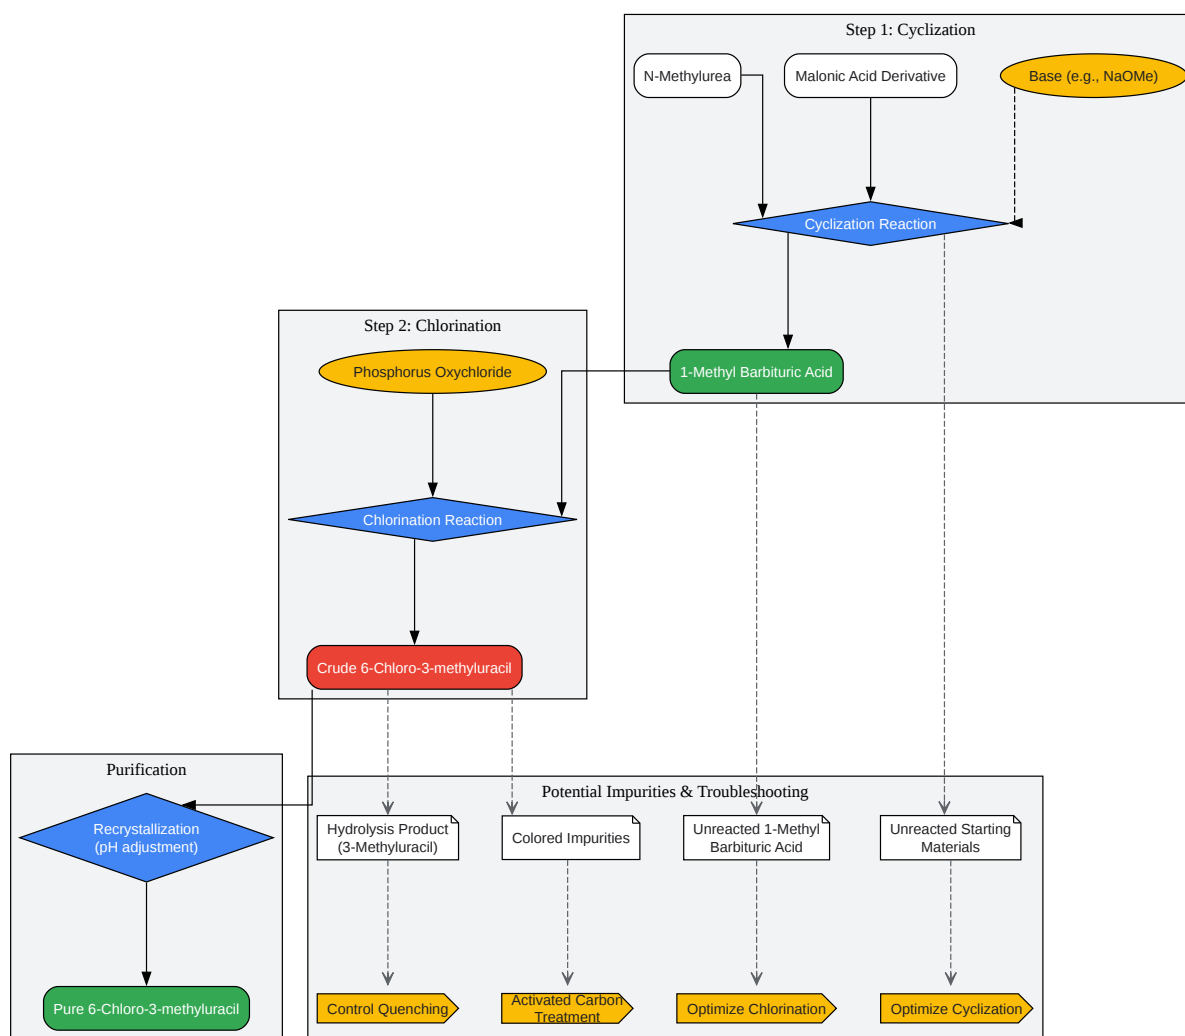 Step 1: Cyclization
N-Methylurea
Malonic Acid Derivative
Base (e.g., NaOMe)
Cyclization Reaction
1-Methyl Barbituric Acid
Step 2: Chlorination
Phosphorus Oxychloride
Chlorination Reaction
Crude 6-Chloro-3-methyluracil
Purification
Recrystallization
(pH adjustment)
Pure 6-Chloro-3-methyluracil
Potential Impurities & Troubleshooting
Hydrolysis Product
(3-Methyluracil)
Colored Impurities
Unreacted 1-Methyl
Barbituric Acid
Unreacted Starting
Materials
Control Quenching
Activated Carbon
Treatment
Optimize Chlorination
Optimize Cyclization